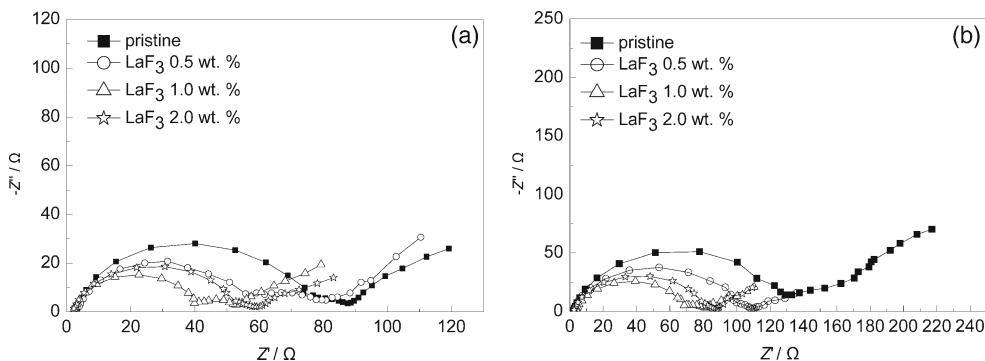 120
100
80
60
40
20
0
0 20 40 60 80 100 120
-Z" / Ω
Z' / Ω
(a)
pristine
LaF3 0.5 wt. %
LaF3 1.0 wt. %
LaF3 2.0 wt. %
250
200
150
100
50
0
0 20 40 60 80 100 120 140 160 180 200 220 240
-Z" / Ω
Z' / Ω
(b)
pristine
LaF3 0.5 wt. %
LaF3 1.0 wt. %
LaF3 2.0 wt. %